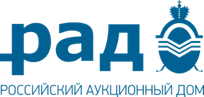 рад
РОССИЙСКИЙ АУКЦИОННЫЙ ДОМ